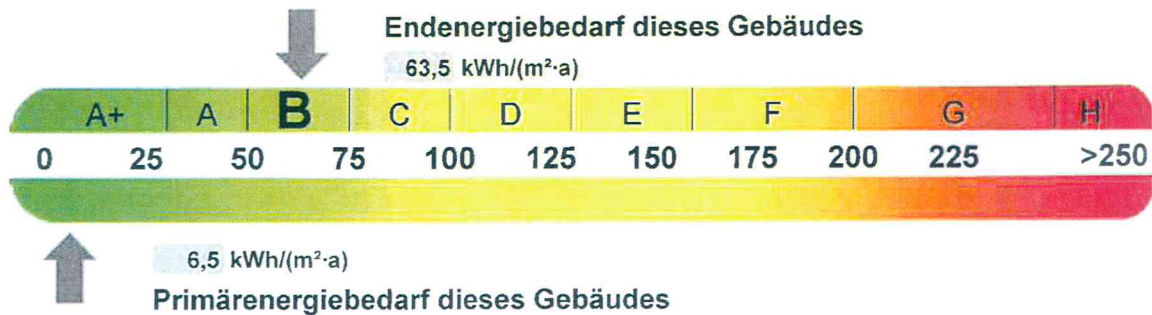 Endenergiebedarf dieses Gebäudes
63,5 kWh/(m²·a)
A+ A B C D E F G H
0 25 50 75 100 125 150 175 200 225 >250
6,5 kWh/(m²·a)
Primärenergiebedarf dieses Gebäudes